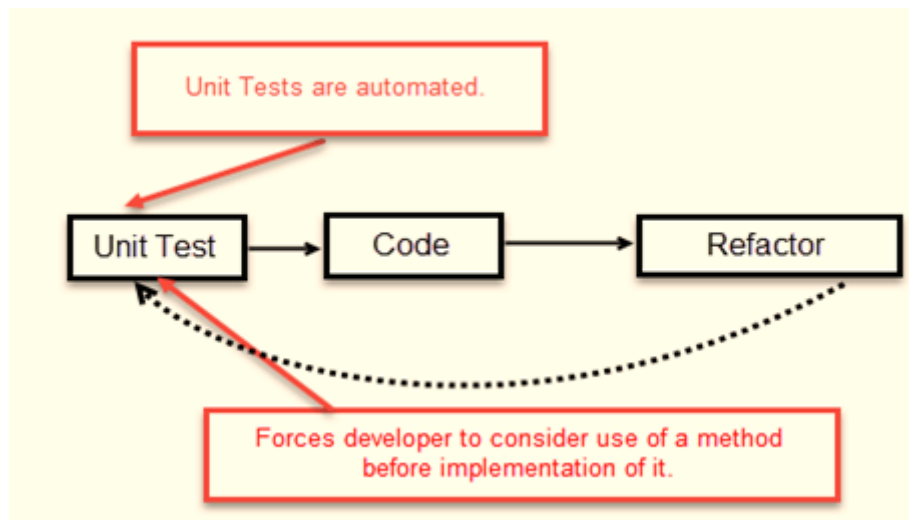 Unit Tests are automated.
Unit Test
Code
Refactor
Forces developer to consider use of a method
before implementation of it.